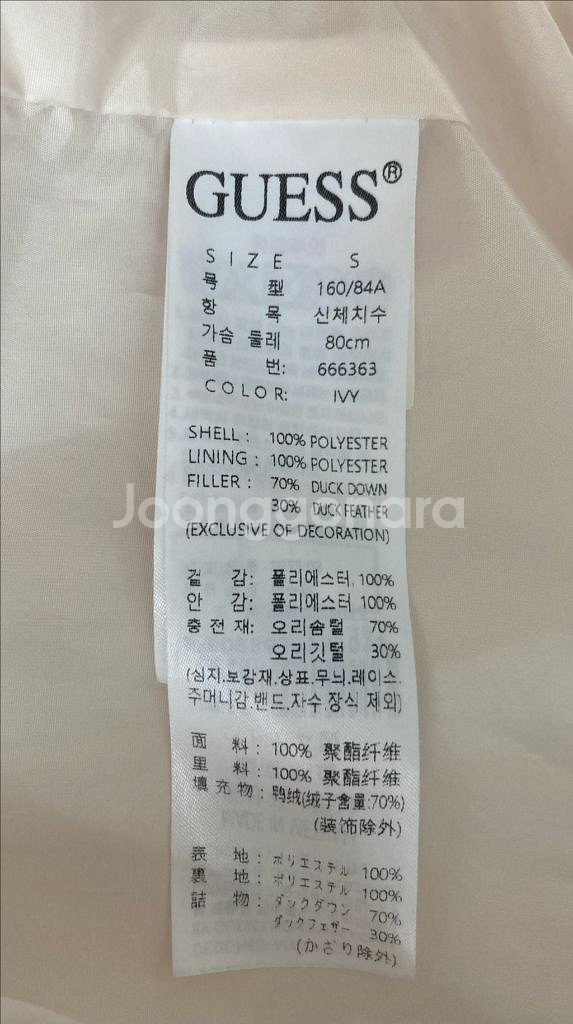 GUESS®
SIZE S
号 型 160/84A
항 목 신체치수
가슴 둘레 80cm
품 번: 666363
COLOR: IVY
SHELL : 100% POLYESTER
LINING : 100% POLYESTER
FILLER : 70% DUCK DOWN
30% DUCK FEATHER
Joonggonara
(EXCLUSIVE OF DECORATION)
겉 감: 폴리에스터 100%
안 감: 폴리에스터 100%
충전재: 오리솜털 70%
오리깃털 30%
(심지.보강재.상표.무늬.레이스.
주머니감.밴드.자수.장식 제외)
面 料 : 100% 聚酯纤维
里 料 : 100% 聚酯纤维
填充物 : 鸭绒(绒子含量:70%)
(装饰除外)
表 地 : ポリエステル 100%
裏 地 : ポリエステル 100%
詰 物 : ダックダウン 70%
ダックフェザー 30%
(かざり除外)